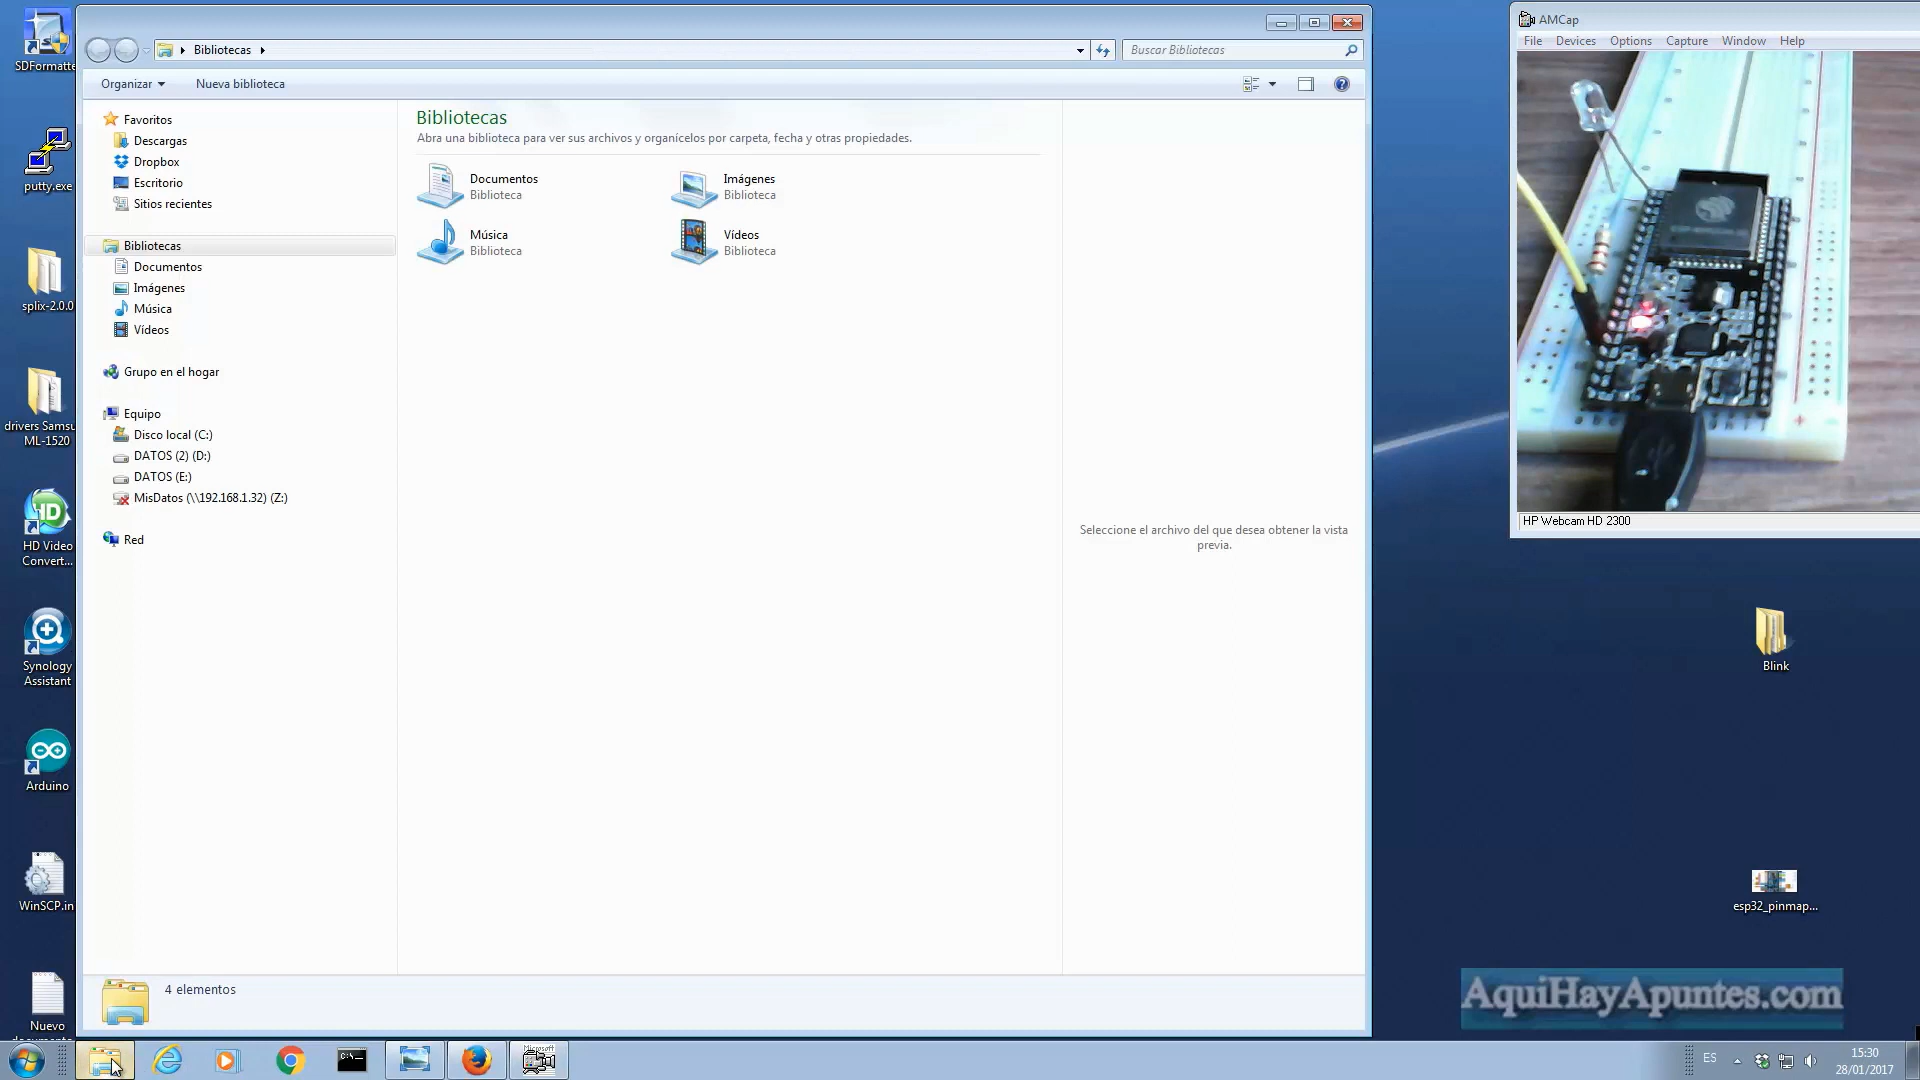 SDFormatte
putty.exe
splix-2.0.0
drivers Samsu
ML-1520
HD Video
Convert...
Synology
Assistant
Arduino
WinSCP.in
Nuevo
Bibliotecas
Buscar Bibliotecas
Organizar
Nueva biblioteca
Favoritos
Descargas
Dropbox
Escritorio
Sitios recientes
Bibliotecas
Documentos
Imágenes
Música
Vídeos
Grupo en el hogar
Equipo
Disco local (C:)
DATOS (2) (D:)
DATOS (E:)
MisDatos (\\192.168.1.32) (Z:)
Red
Bibliotecas
Abra una biblioteca para ver sus archivos y organícelos por carpeta, fecha y otras propiedades.
Documentos
Biblioteca
Imágenes
Biblioteca
Música
Biblioteca
Vídeos
Biblioteca
Seleccione el archivo del que desea obtener la vista
previa.
4 elementos
AMCap
File Devices Options Capture Window Help
HP Webcam HD 2300
Blink
esp32_pinmap...
AquiHayApuntes.com
Microsoft
C:\_
ES
15:30
28/01/2017